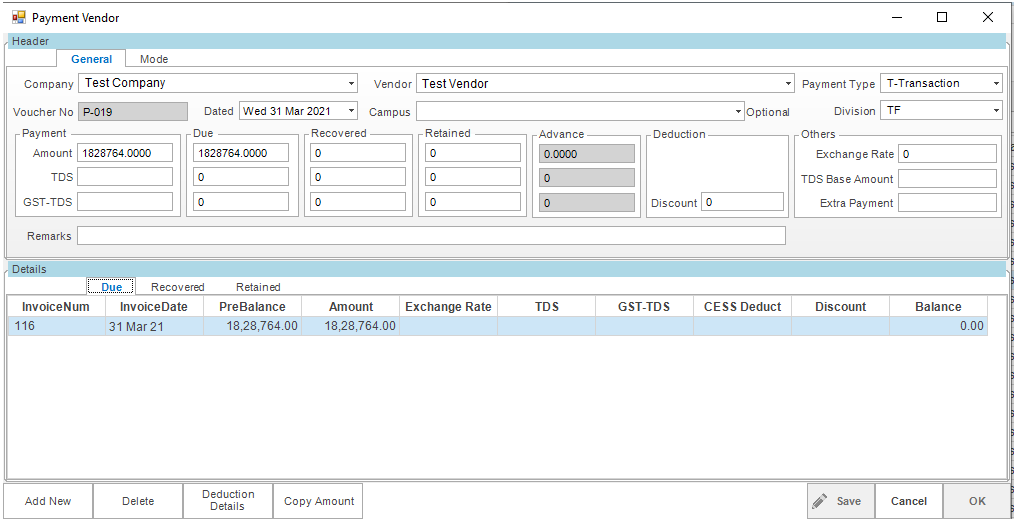 Payment Vendor
Header
General Mode
Company Test Company Vendor Test Vendor Payment Type T-Transaction
Voucher No P-019 Dated Wed 31 Mar 2021 Campus Optional Division TF
Payment Due Recovered Retained Advance Deduction Others
Amount 1828764.0000 1828764.0000 0 0 0.0000 Exchange Rate 0
TDS 0 0 0 0 TDS Base Amount
GST-TDS 0 0 0 0 Discount 0 Extra Payment
Remarks
Details
Due Recovered Retained
InvoiceNum InvoiceDate PreBalance Amount Exchange Rate TDS GST-TDS CESS Deduct Discount Balance
116 31 Mar 21 18,28,764.00 18,28,764.00 0.00
Add New Delete Deduction Details Copy Amount Save Cancel OK